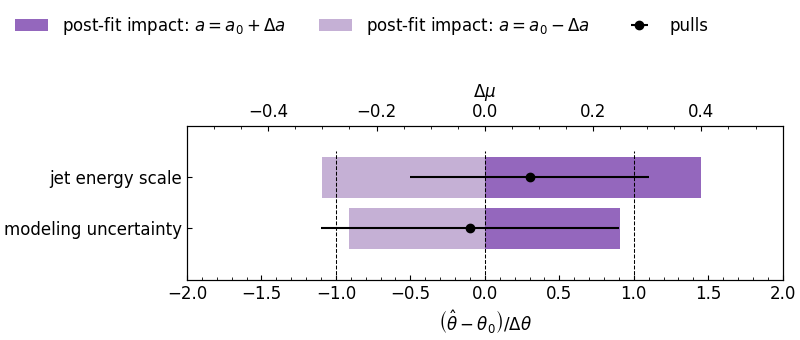 post-fit impact: a = a₀ + Δa post-fit impact: a = a₀ − Δa pulls
Δμ
−0.4 −0.2 0.0 0.2 0.4
jet energy scale
modeling uncertainty
−2.0 −1.5 −1.0 −0.5 0.0 0.5 1.0 1.5 2.0
(θ̂ − θ₀)/Δθ